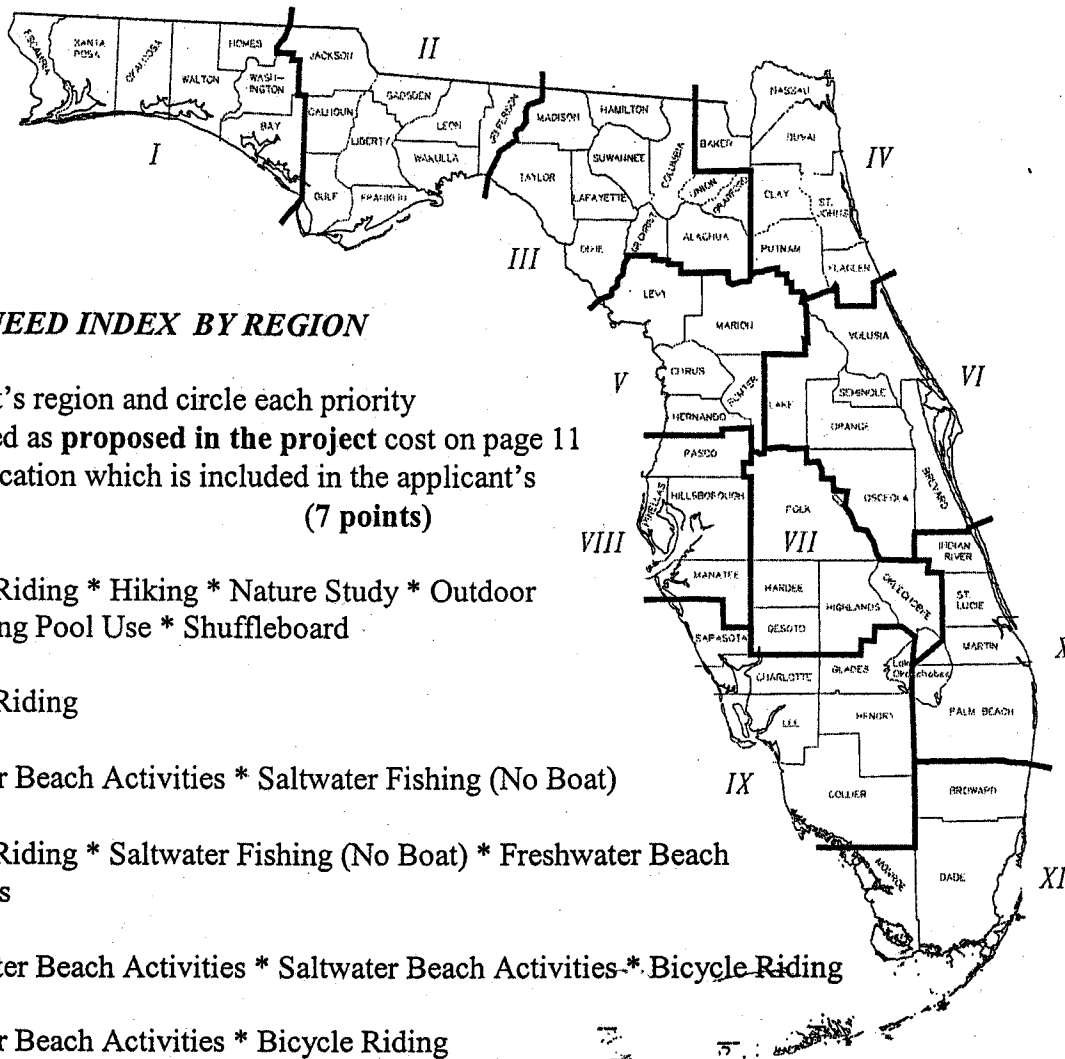 II
HOMES
JACKSON
ESCAMBIA
SANTA ROSA
OKALOOSA
WALTON
WASH-INGTON
BAY
CALHOUN
GADSDEN
LIBERTY
LEON
JEFFERSON
WAKULLA
GULF
FRANKLIN
I
MADISON
HAMILTON
TAYLOR
SUWANNEE
LAFAYETTE
COLUMBIA
BAKER
UNION
BRADFORD
NASSAU
DUVAL
IV
CLAY
ST. JOHNS
PUTNAM
FLAGLER
DIXIE
GILCHRIST
ALACHUA
III
LEVY
MARION
NEED INDEX BY REGION
VOLUSIA
V
CITRUS
SUMTER
LAKE
SEMINOLE
VI
t's region and circle each priority
HERNANDO
ORANGE
ed as proposed in the project cost on page 11
PASCO
BREVARD
OSCEOLA
ication which is included in the applicant's
PINELLAS
HILLSBOROUGH
POLK
(7 points)
VIII
VII
INDIAN RIVER
MANATEE
HARDEE
OKEECHOBEE
Riding * Hiking * Nature Study * Outdoor
HIGHLANDS
ST. LUCIE
ng Pool Use * Shuffleboard
SARASOTA
DESOTO
MARTIN
X
CHARLOTTE
GLADES
Lake Okeechobee
Riding
LEE
HENDRY
PALM BEACH
r Beach Activities * Saltwater Fishing (No Boat)
IX
COLLIER
BROWARD
Riding * Saltwater Fishing (No Boat) * Freshwater Beach
s
MONROE
DADE
XI
ter Beach Activities * Saltwater Beach Activities * Bicycle Riding
r Beach Activities * Bicycle Riding